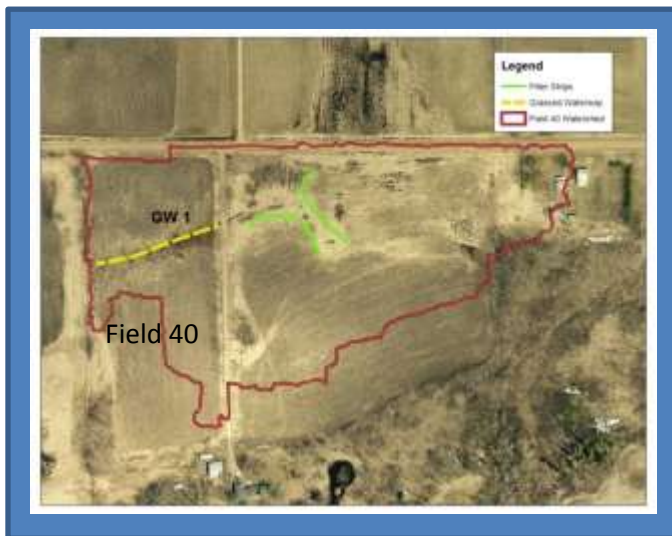 Legend
Filter Strips
Grassed Waterway
Field 40 Watershed
GW 1
Field 40